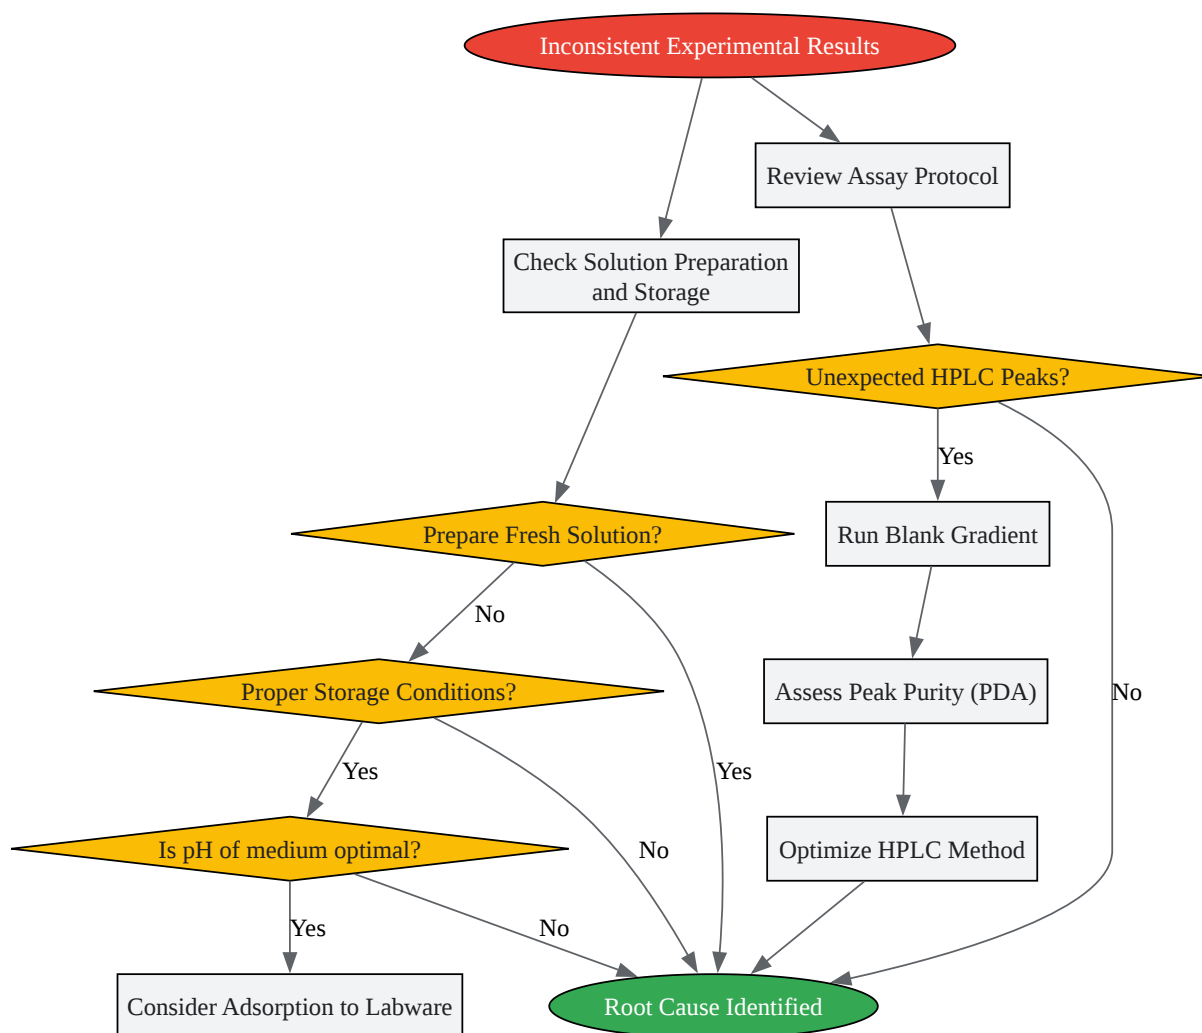 Inconsistent Experimental Results
Review Assay Protocol
Check Solution Preparation
and Storage
Unexpected HPLC Peaks?
Yes
No
Run Blank Gradient
Prepare Fresh Solution?
No
Yes
Assess Peak Purity (PDA)
Proper Storage Conditions?
Yes
No
Optimize HPLC Method
Is pH of medium optimal?
Yes
No
Consider Adsorption to Labware
Root Cause Identified